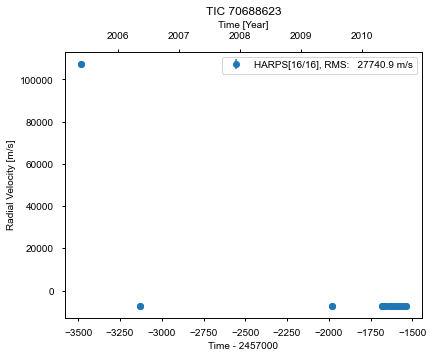 TIC 70688623
Time [Year]
2006 2007 2008 2009 2010
HARPS[16/16], RMS: 27740.9 m/s
Radial Velocity [m/s]
100000
80000
60000
40000
20000
0
−3500 −3250 −3000 −2750 −2500 −2250 −2000 −1750 −1500
Time - 2457000